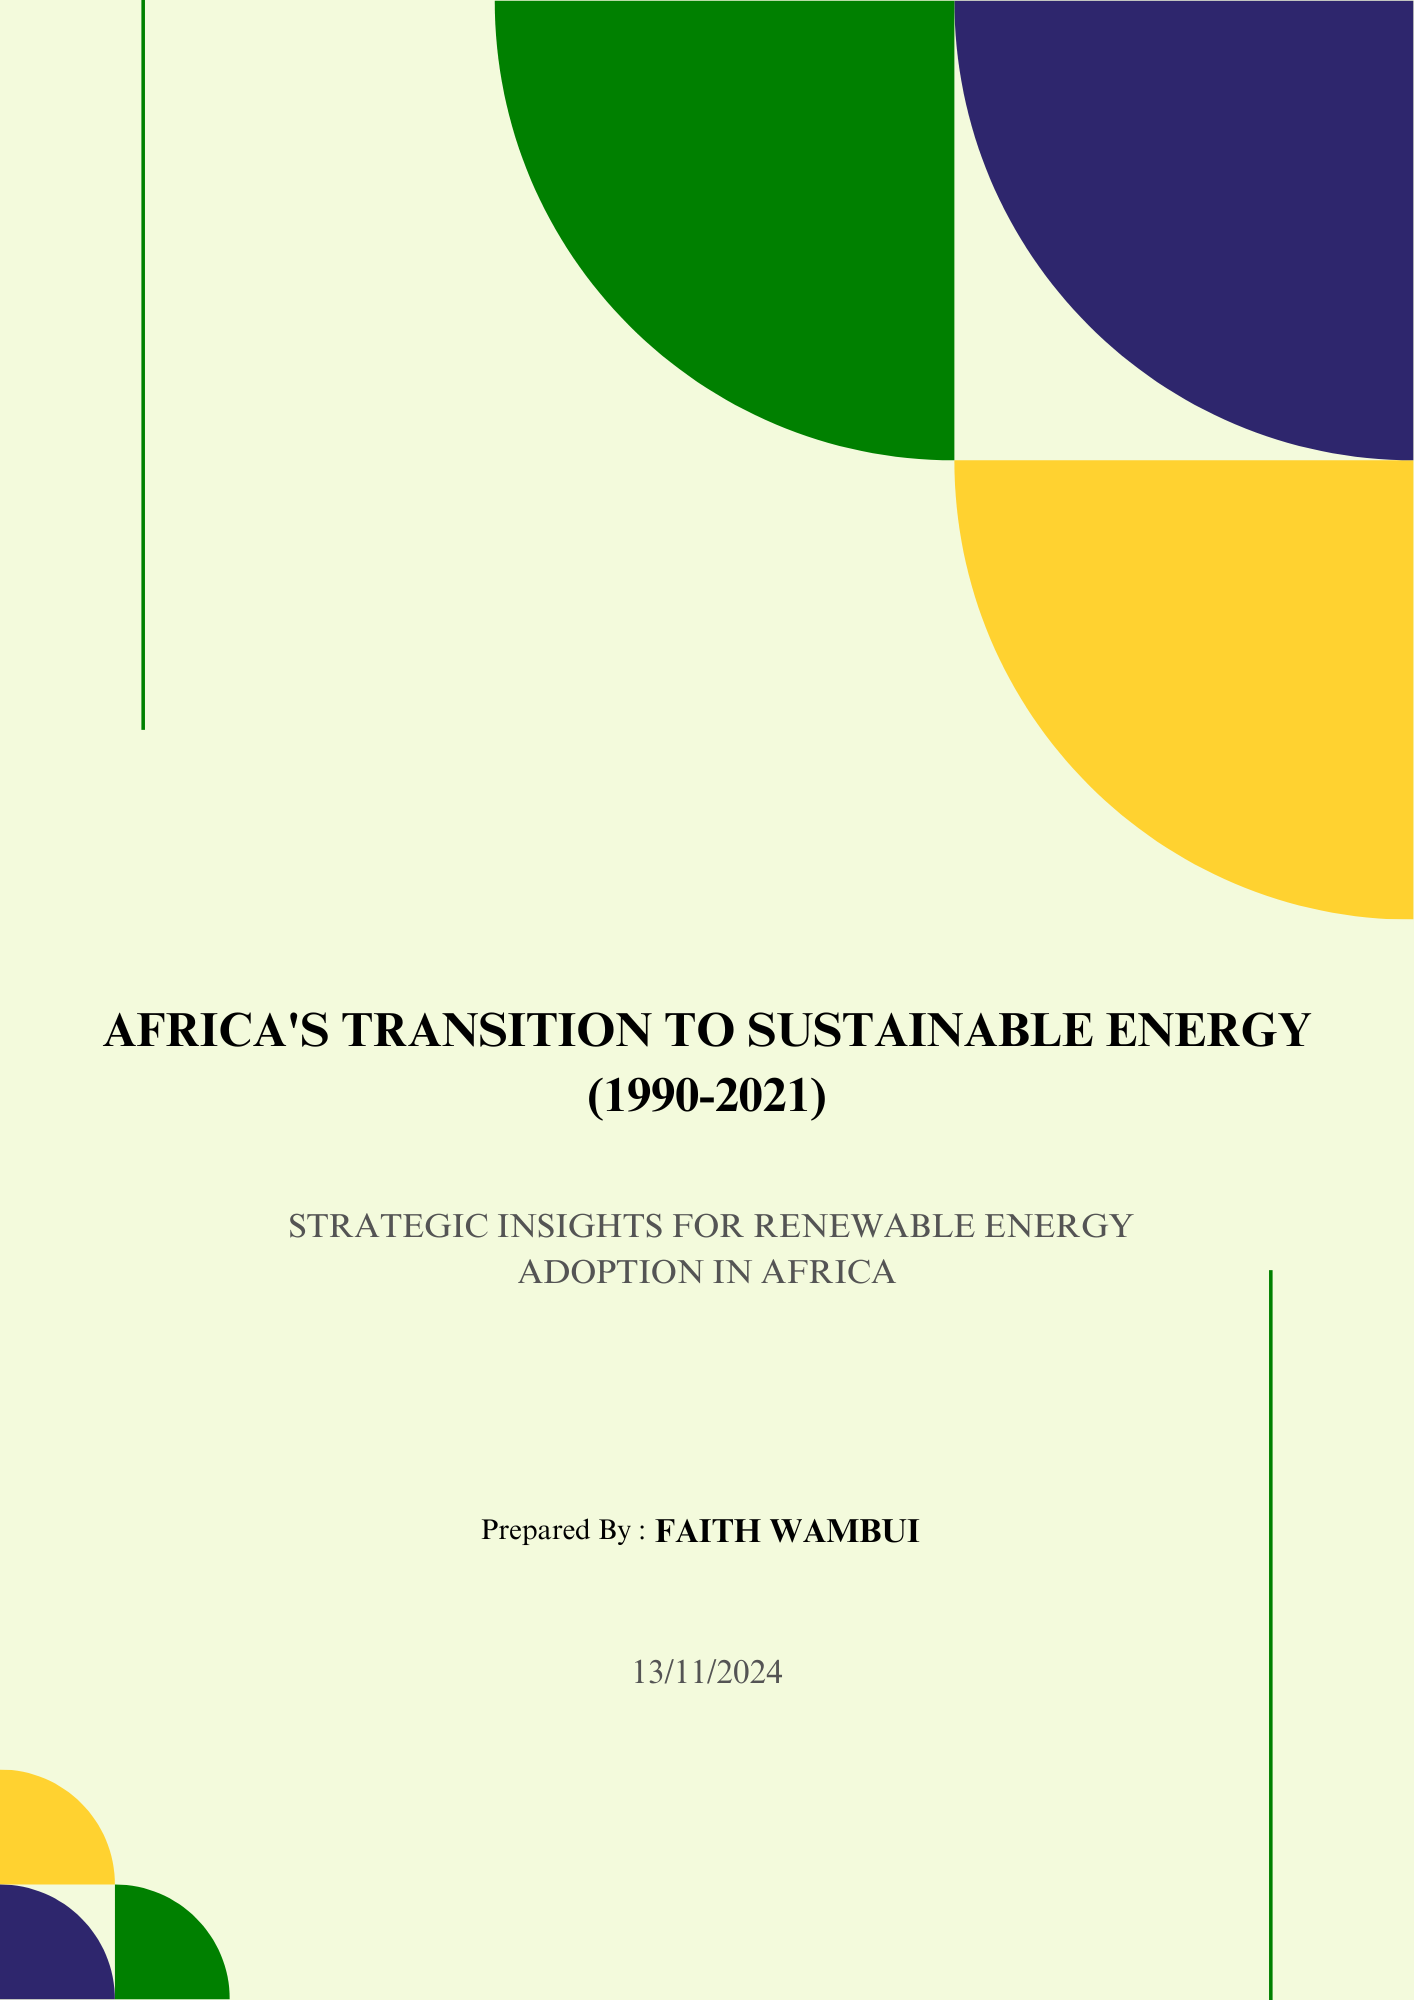 AFRICA'S TRANSITION TO SUSTAINABLE ENERGY
(1990-2021)
STRATEGIC INSIGHTS FOR RENEWABLE ENERGY
ADOPTION IN AFRICA
Prepared By : FAITH WAMBUI
13/11/2024